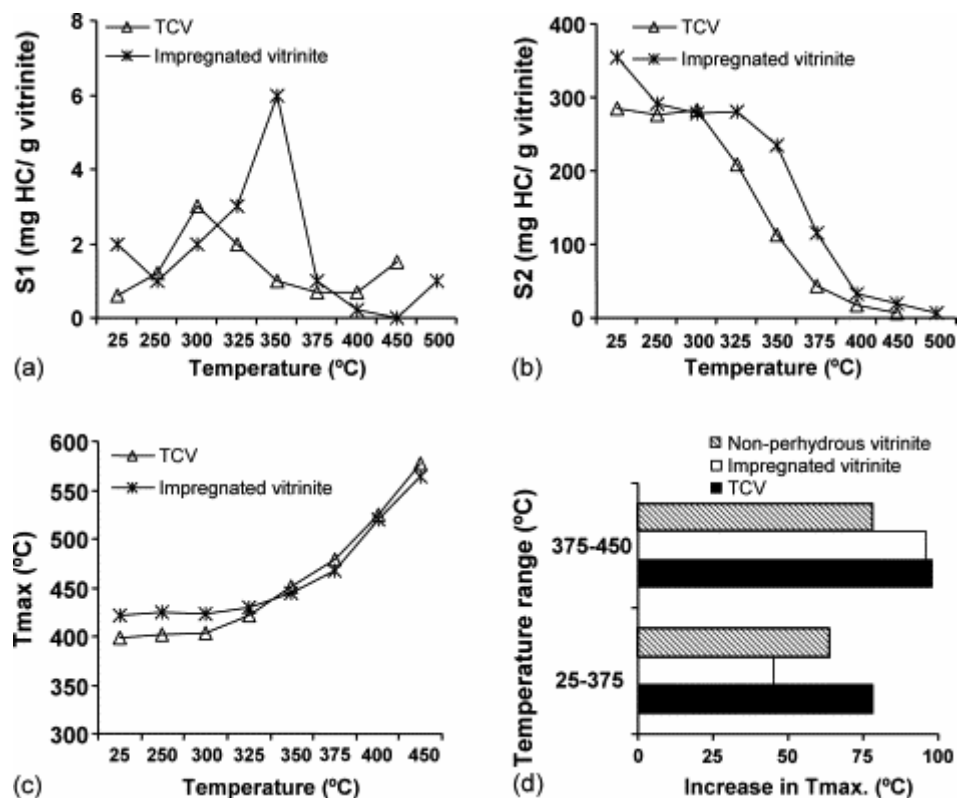 8
TCV
Impregnated vitrinite
6
4
2
0
S1 (mg HC/ g vitrinite)
25 250 300 325 350 375 400 450 500
(a)
Temperature (ºC)
400
TCV
Impregnated vitrinite
300
200
100
0
S2 (mg HC/ g vitrinite)
25 250 300 325 350 375 400 450 500
(b)
Temperature (ºC)
600
TCV
550
Impregnated vitrinite
500
450
400
350
300
Tmax (ºC)
25 250 300 325 350 375 400 450
(c)
Temperature (ºC)
Non-perhydrous vitrinite
Impregnated vitrinite
TCV
Temperature range (ºC)
375-450
25-375
0 25 50 75 100
(d)
Increase in Tmax. (ºC)